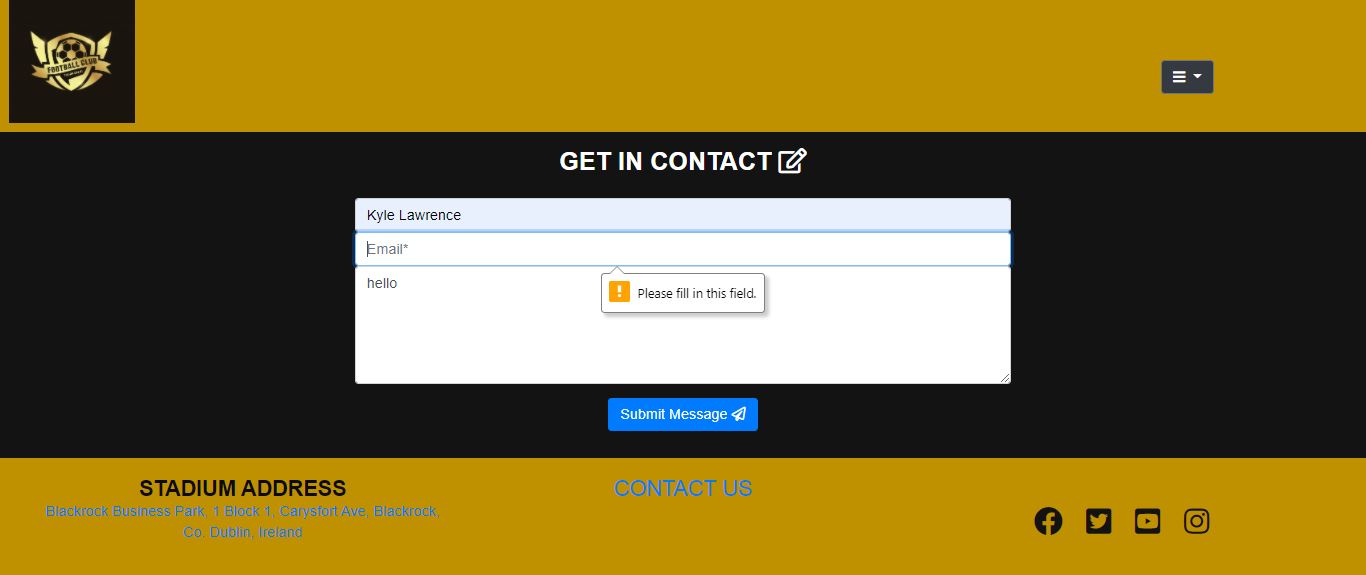 FOOTBALL CLUB
GET IN CONTACT
Kyle Lawrence
Email*
hello
Please fill in this field.
Submit Message
STADIUM ADDRESS
Blackrock Business Park, 1 Block 1, Carysfort Ave, Blackrock,
Co. Dublin, Ireland
CONTACT US